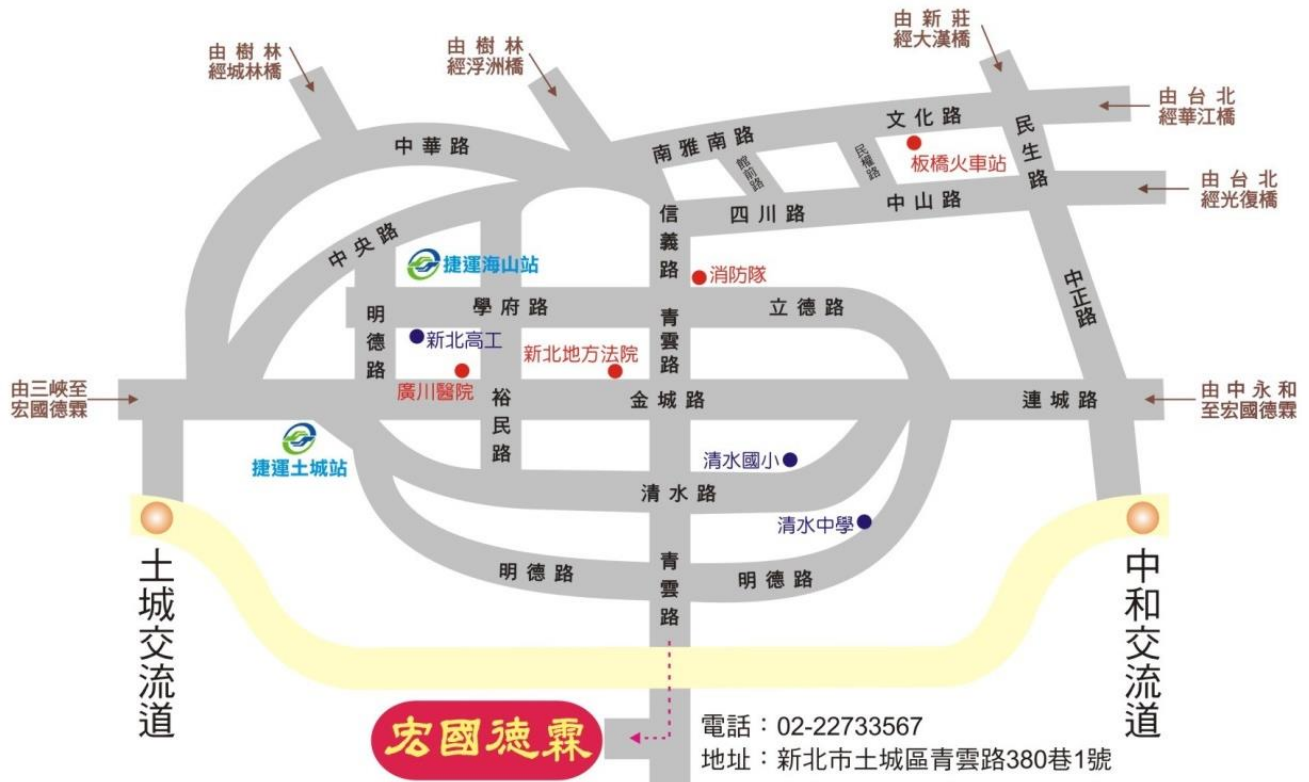 由新莊
經大漢橋
由樹林
經城林橋
由樹林
經浮洲橋
由台北
經華江橋
文化路
民生路
南雅南路
中華路
館前路
民權路
板橋火車站
由台北
經光復橋
中山路
四川路
信義路
中央路
捷運海山站
消防隊
中正路
學府路
立德路
明德路
青雲路
新北高工
新北地方法院
廣川醫院
由三峽至
宏國德霖
裕民路
金城路
連城路
由中永和
至宏國德霖
捷運土城站
清水國小
清水路
清水中學
土城交流道
中和交流道
明德路
青雲路
明德路
宏國德霖
電話：02-22733567
地址：新北市土城區青雲路380巷1號